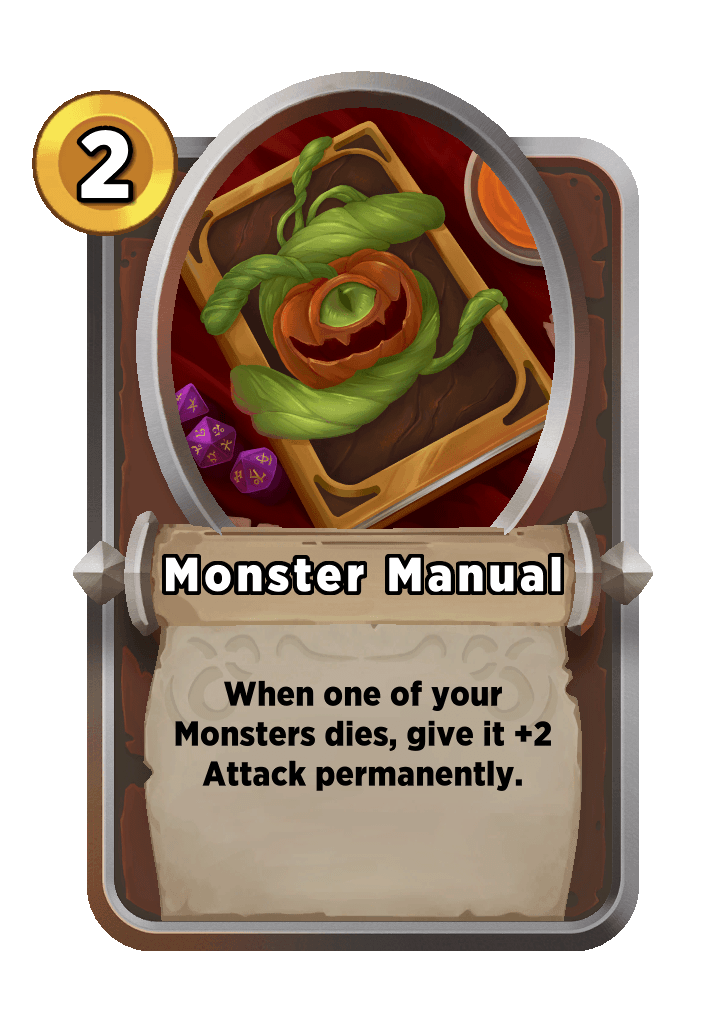 2
Monster Manual
When one of your
Monsters dies, give it +2
Attack permanently.